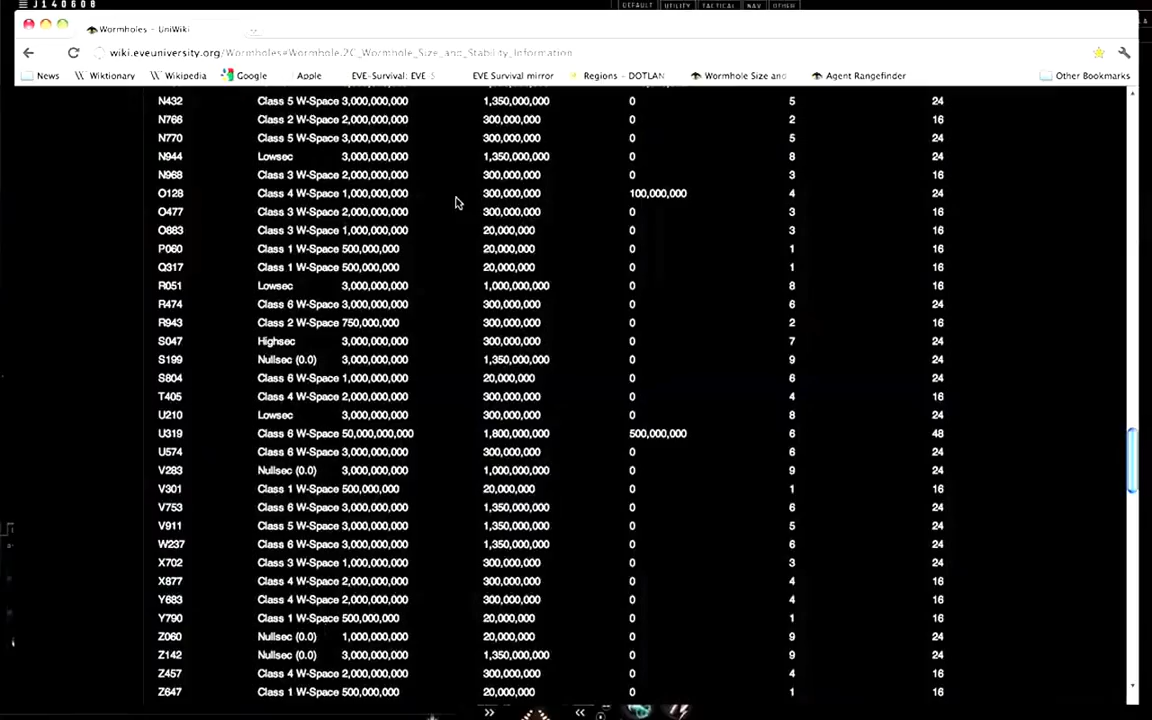 J140608
DEFAULT UTILITY TACTICAL NAV OTHER
Wormholes - UniWiki
wiki.eveuniversity.org/Wormholes#Wormhole.2C_Wormhole_Size_and_Stability_Information
News Wiktionary Wikipedia Google Apple EVE-Survival: EVE S EVE Survival mirror Regions - DOTLAN Wormhole Size and Agent Rangefinder Other Bookmarks
N432 Class 5 W-Space 3,000,000,000 1,350,000,000 0 5 24
N766 Class 2 W-Space 2,000,000,000 300,000,000 0 2 16
N770 Class 5 W-Space 3,000,000,000 300,000,000 0 5 24
N944 Lowsec 3,000,000,000 1,350,000,000 0 8 24
N968 Class 3 W-Space 2,000,000,000 300,000,000 0 3 16
O128 Class 4 W-Space 1,000,000,000 300,000,000 100,000,000 4 24
O477 Class 3 W-Space 2,000,000,000 300,000,000 0 3 16
O883 Class 3 W-Space 1,000,000,000 20,000,000 0 3 16
P060 Class 1 W-Space 500,000,000 20,000,000 0 1 16
Q317 Class 1 W-Space 500,000,000 20,000,000 0 1 16
R051 Lowsec 3,000,000,000 1,000,000,000 0 8 24
R474 Class 6 W-Space 3,000,000,000 300,000,000 0 6 24
R943 Class 2 W-Space 750,000,000 300,000,000 0 2 16
S047 Highsec 3,000,000,000 300,000,000 0 7 24
S199 Nullsec (0.0) 3,000,000,000 1,350,000,000 0 9 24
S804 Class 6 W-Space 1,000,000,000 20,000,000 0 6 24
T405 Class 4 W-Space 2,000,000,000 300,000,000 0 4 16
U210 Lowsec 3,000,000,000 300,000,000 0 8 24
U319 Class 6 W-Space 50,000,000,000 1,800,000,000 500,000,000 6 48
U574 Class 6 W-Space 3,000,000,000 300,000,000 0 6 24
V283 Nullsec (0.0) 3,000,000,000 1,000,000,000 0 9 24
V301 Class 1 W-Space 500,000,000 20,000,000 0 1 16
V753 Class 6 W-Space 3,000,000,000 1,350,000,000 0 6 24
V911 Class 5 W-Space 3,000,000,000 1,350,000,000 0 5 24
W237 Class 6 W-Space 3,000,000,000 1,350,000,000 0 6 24
X702 Class 3 W-Space 1,000,000,000 300,000,000 0 3 24
X877 Class 4 W-Space 2,000,000,000 300,000,000 0 4 16
Y683 Class 4 W-Space 2,000,000,000 300,000,000 0 4 16
Y790 Class 1 W-Space 500,000,000 20,000,000 0 1 16
Z060 Nullsec (0.0) 1,000,000,000 20,000,000 0 9 24
Z142 Nullsec (0.0) 3,000,000,000 1,350,000,000 0 9 24
Z457 Class 4 W-Space 2,000,000,000 300,000,000 0 4 16
Z647 Class 1 W-Space 500,000,000 20,000,000 0 1 16